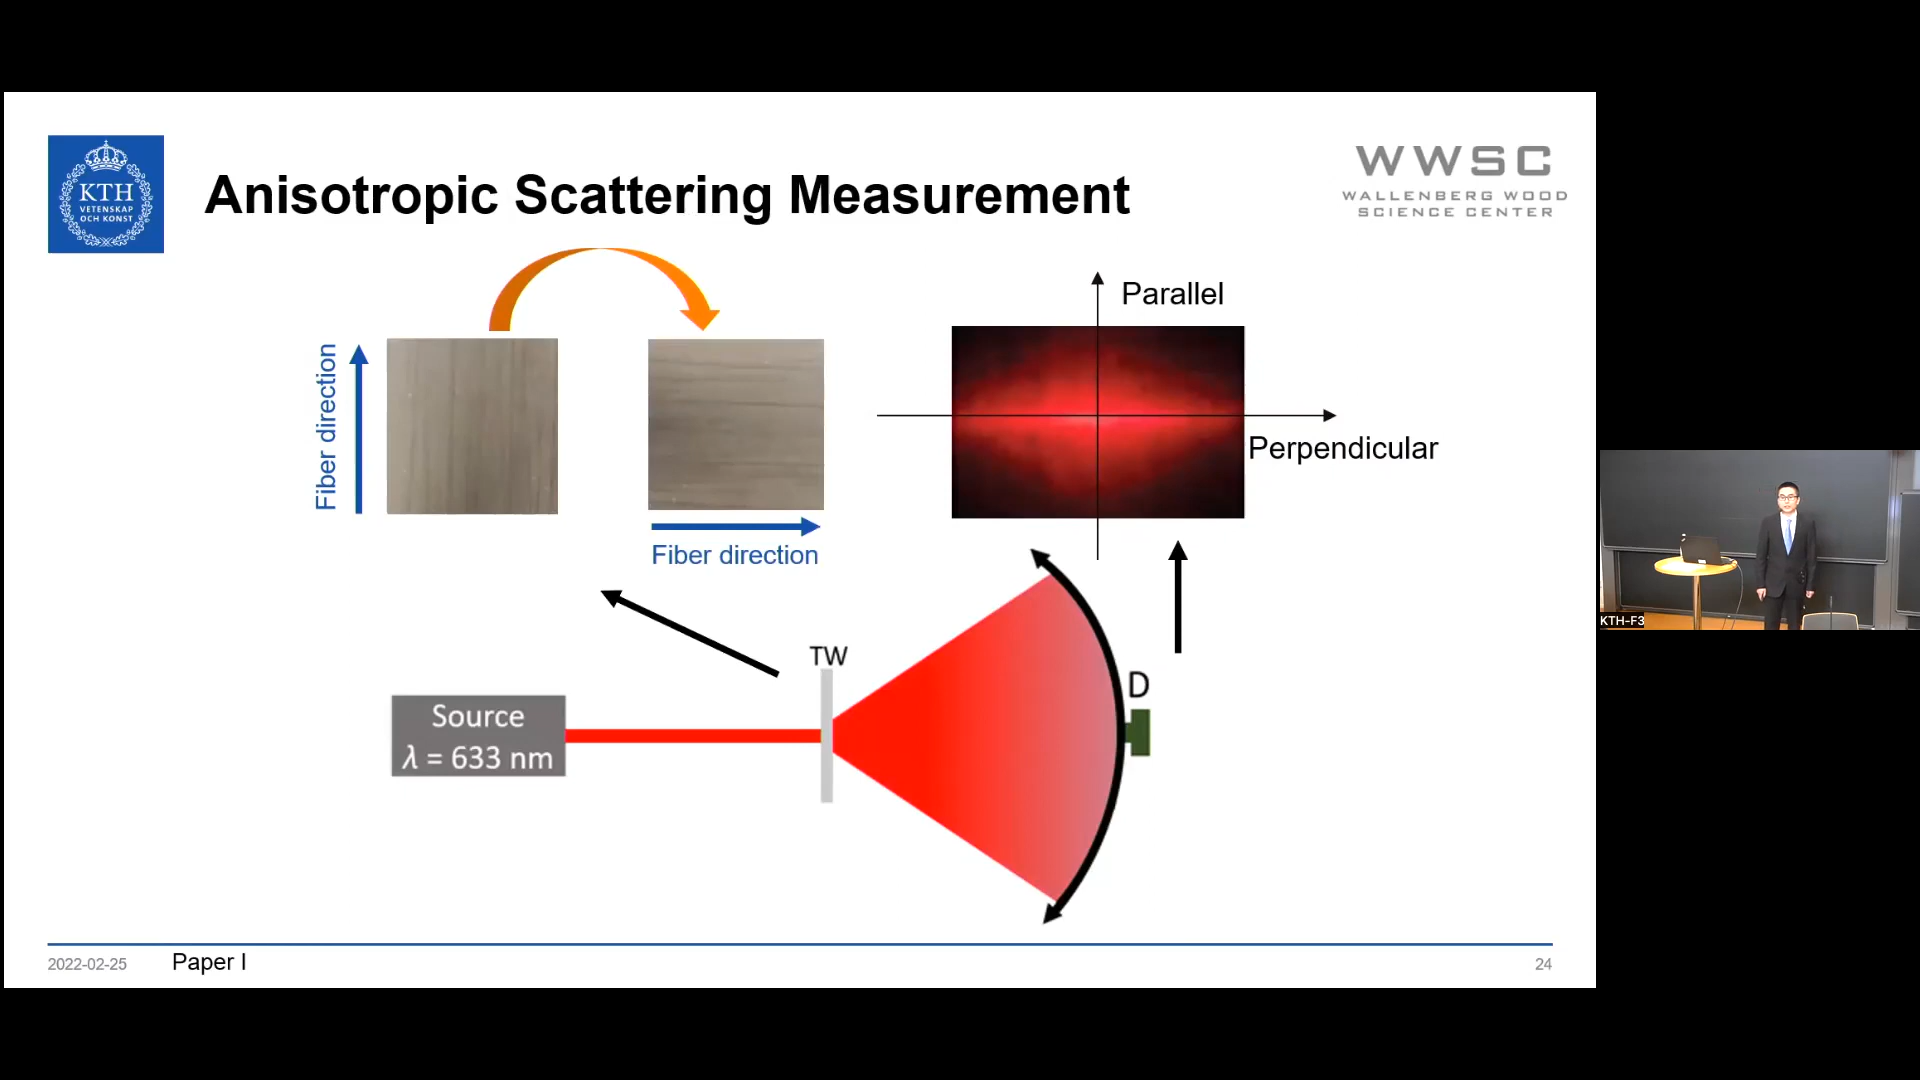 KTH
VETENSKAP
OCH KONST
Anisotropic Scattering Measurement
WWSC
WALLENBERG WOOD
SCIENCE CENTER
Fiber direction
Fiber direction
Parallel
Perpendicular
TW
D
Source
λ = 633 nm
KTH-F3
2022-02-25
Paper I
24